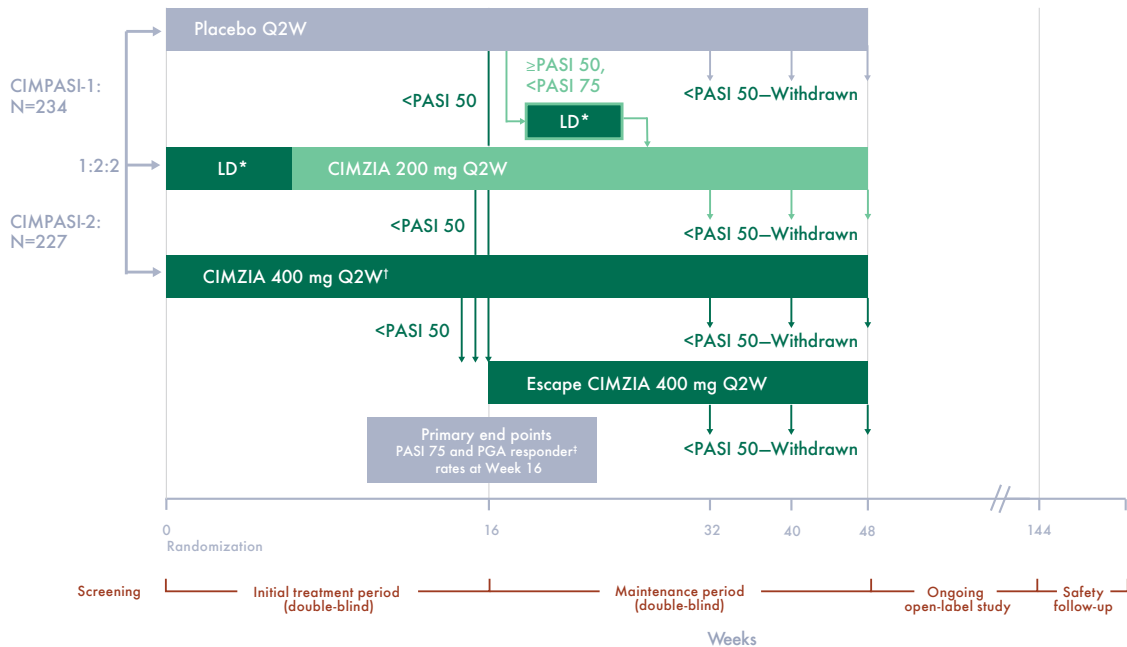 Placebo Q2W
CIMPASI-1:
N=234
<PASI 50
≥PASI 50,
<PASI 75
<PASI 50—Withdrawn
LD*
1:2:2
LD*
CIMZIA 200 mg Q2W
CIMPASI-2:
N=227
<PASI 50
<PASI 50—Withdrawn
CIMZIA 400 mg Q2W†
<PASI 50
<PASI 50—Withdrawn
Escape CIMZIA 400 mg Q2W
Primary end points
PASI 75 and PGA responder‡
rates at Week 16
<PASI 50—Withdrawn
0
16
32
40
48
144
Randomization
Screening
Initial treatment period
(double-blind)
Maintenance period
(double-blind)
Ongoing
open-label study
Safety
follow-up
Weeks